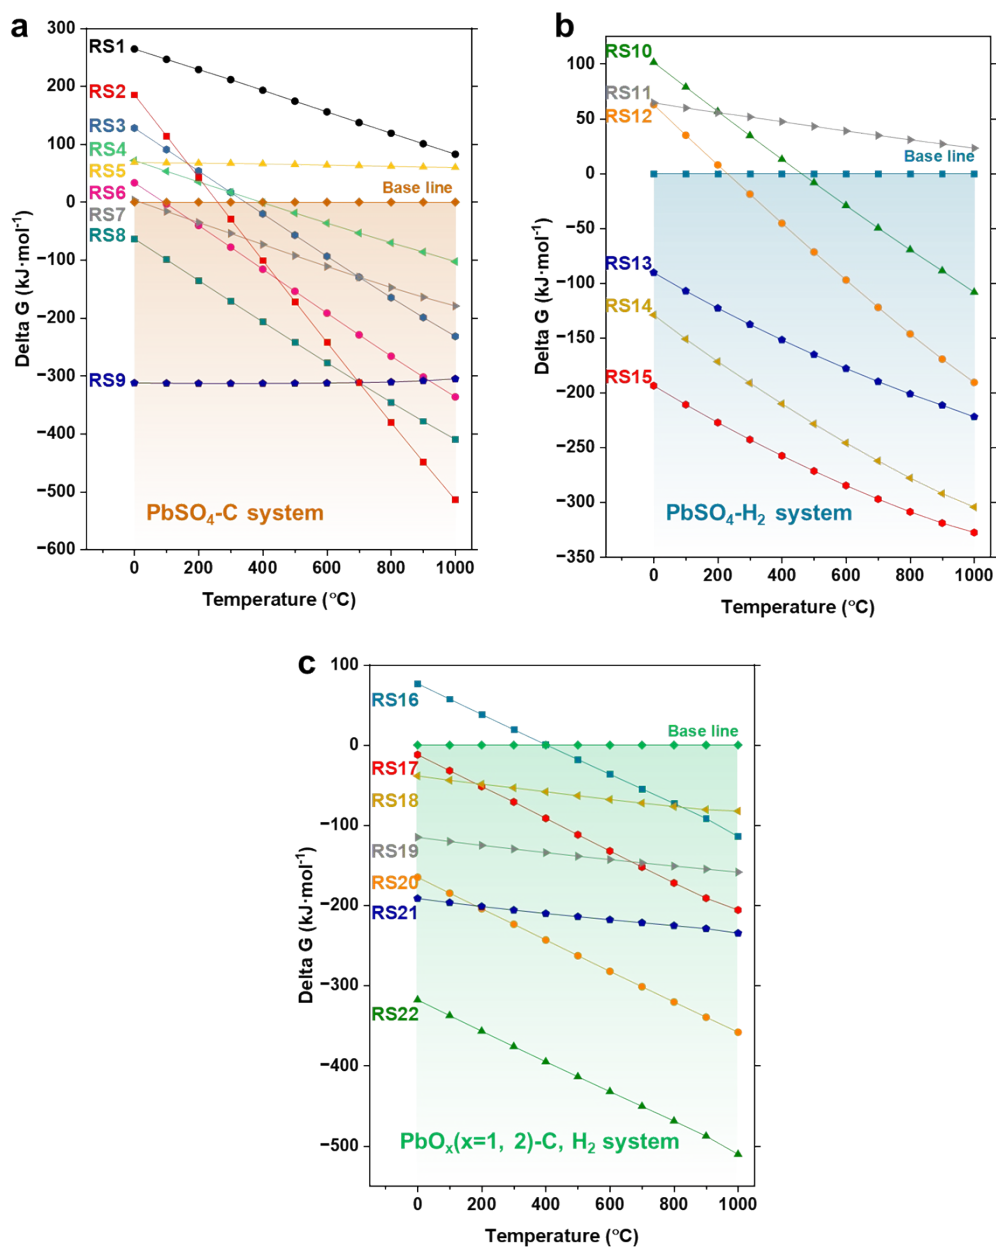 a
300
200
100
0
−100
−200
−300
−400
−500
−600
Delta G (kJ·mol⁻¹)
RS1
RS2
RS3
RS4
RS5
RS6
RS7
RS8
RS9
Base line
PbSO₄-C system
0 200 400 600 800 1000
Temperature (°C)
b
100
50
0
−50
−100
−150
−200
−250
−300
−350
Delta G (kJ·mol⁻¹)
RS10
RS11
RS12
RS13
RS14
RS15
Base line
PbSO₄-H₂ system
0 200 400 600 800 1000
Temperature (°C)
c
100
0
−100
−200
−300
−400
−500
Delta G (kJ·mol⁻¹)
RS16
RS17
RS18
RS19
RS20
RS21
RS22
Base line
PbOₓ(x=1, 2)-C, H₂ system
0 200 400 600 800 1000
Temperature (°C)